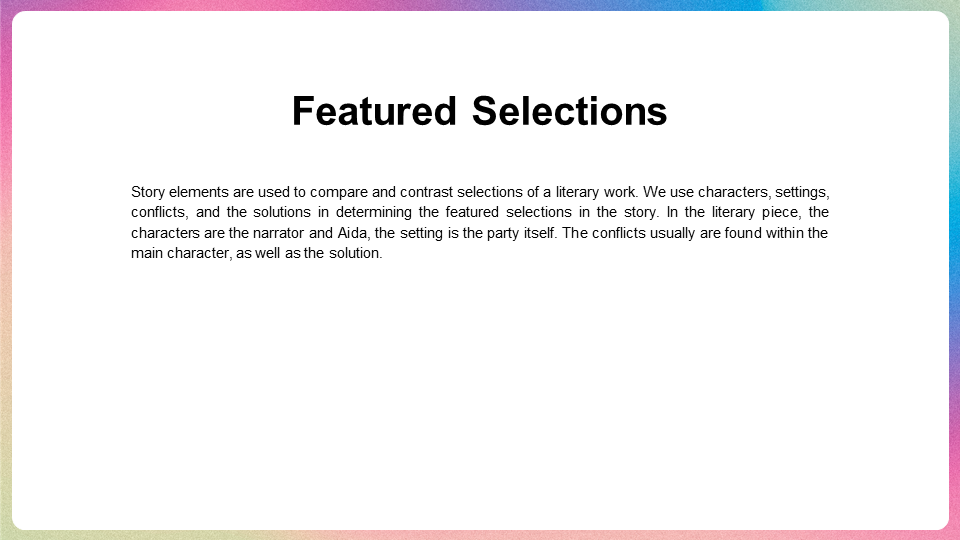 Featured Selections
Story elements are used to compare and contrast selections of a literary work. We use characters, settings,
conflicts, and the solutions in determining the featured selections in the story. In the literary piece, the
characters are the narrator and Aida, the setting is the party itself. The conflicts usually are found within the
main character, as well as the solution.